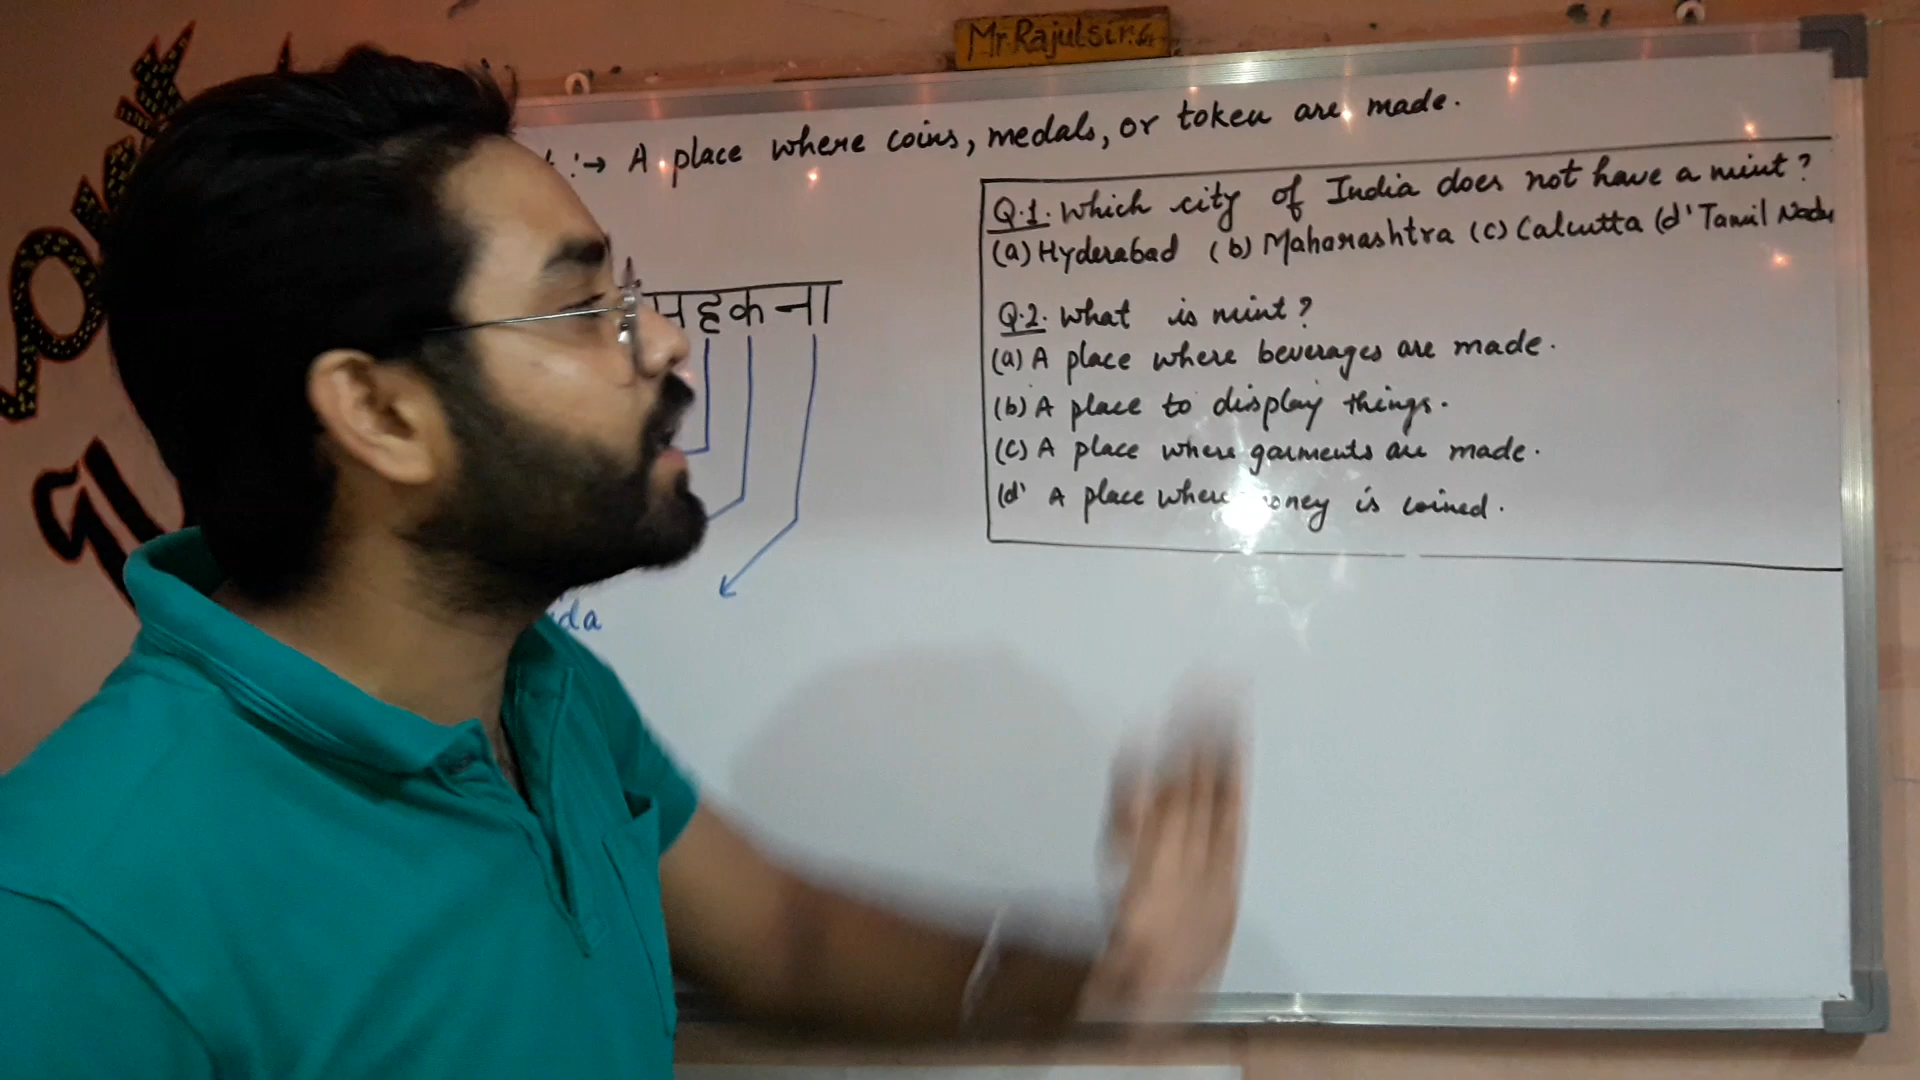 Mr.Rajulsir.G
:→ A place where coins, medals, or token are made.
Q.1. Which city of India does not have a mint?
(a) Hyderabad (b) Maharashtra (c) Calcutta (d) Tamil Nadu
महकना
Q.2. What is mint?
(a) A place where beverages are made.
(b) A place to display things.
(c) A place where garments are made.
(d) A place where money is coined.